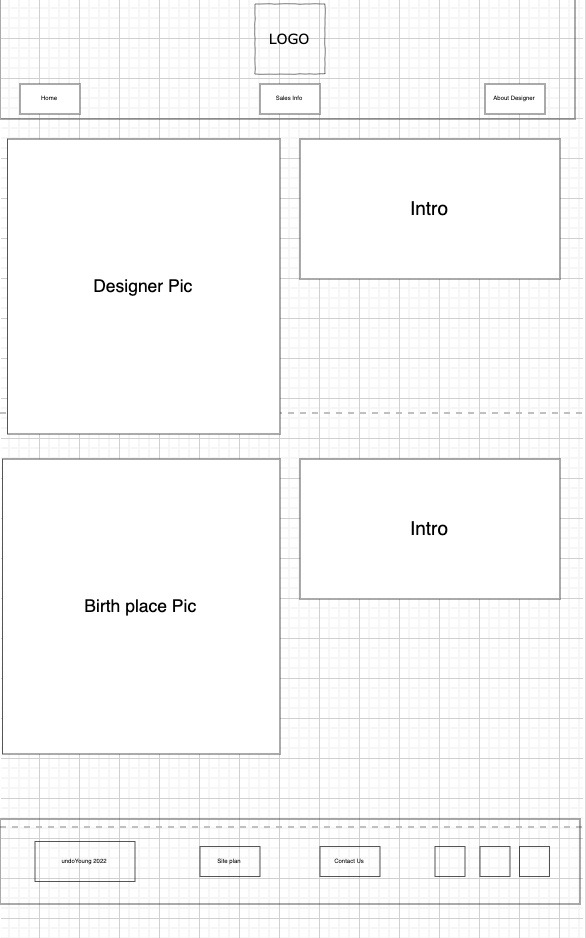 LOGO
Home
Sales Info
About Designer
Designer Pic
Intro
Birth place Pic
Intro
undoYoung 2022
Site plan
Contact Us